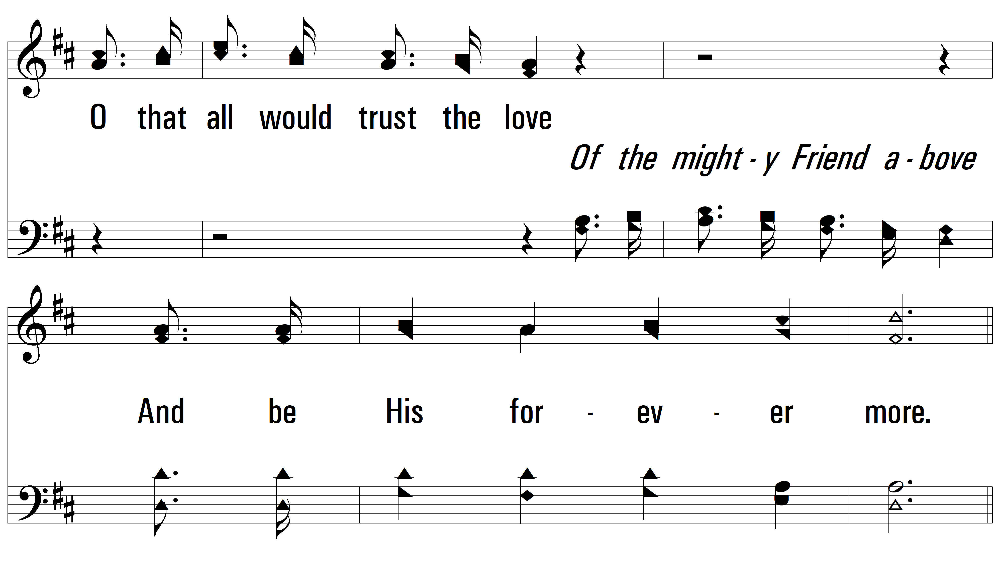 O that all would trust the love
Of the might - y Friend a - bove
And be His for - ev - er more.